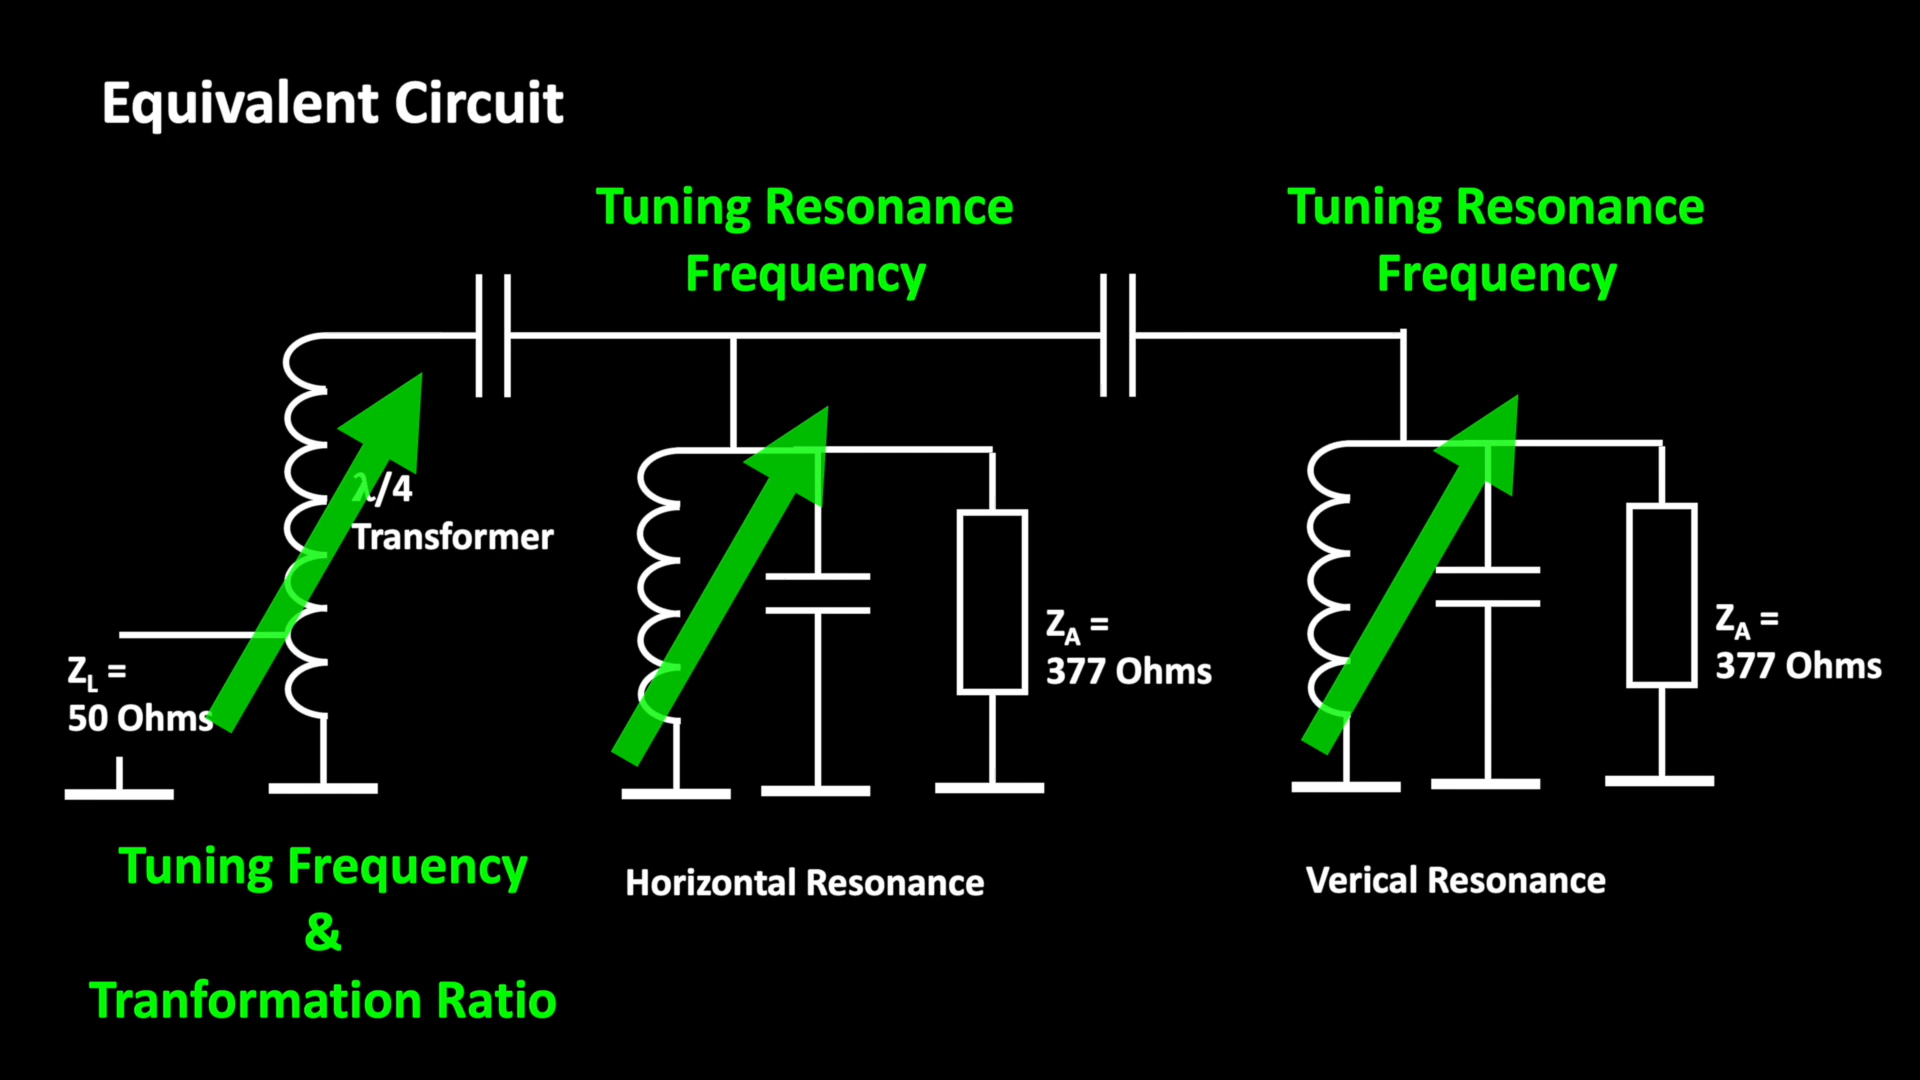 Equivalent Circuit
Tuning Resonance
Frequency
Tuning Resonance
Frequency
λ/4
Transformer
ZL =
50 Ohms
ZA =
377 Ohms
ZA =
377 Ohms
Tuning Frequency
&
Tranformation Ratio
Horizontal Resonance
Verical Resonance